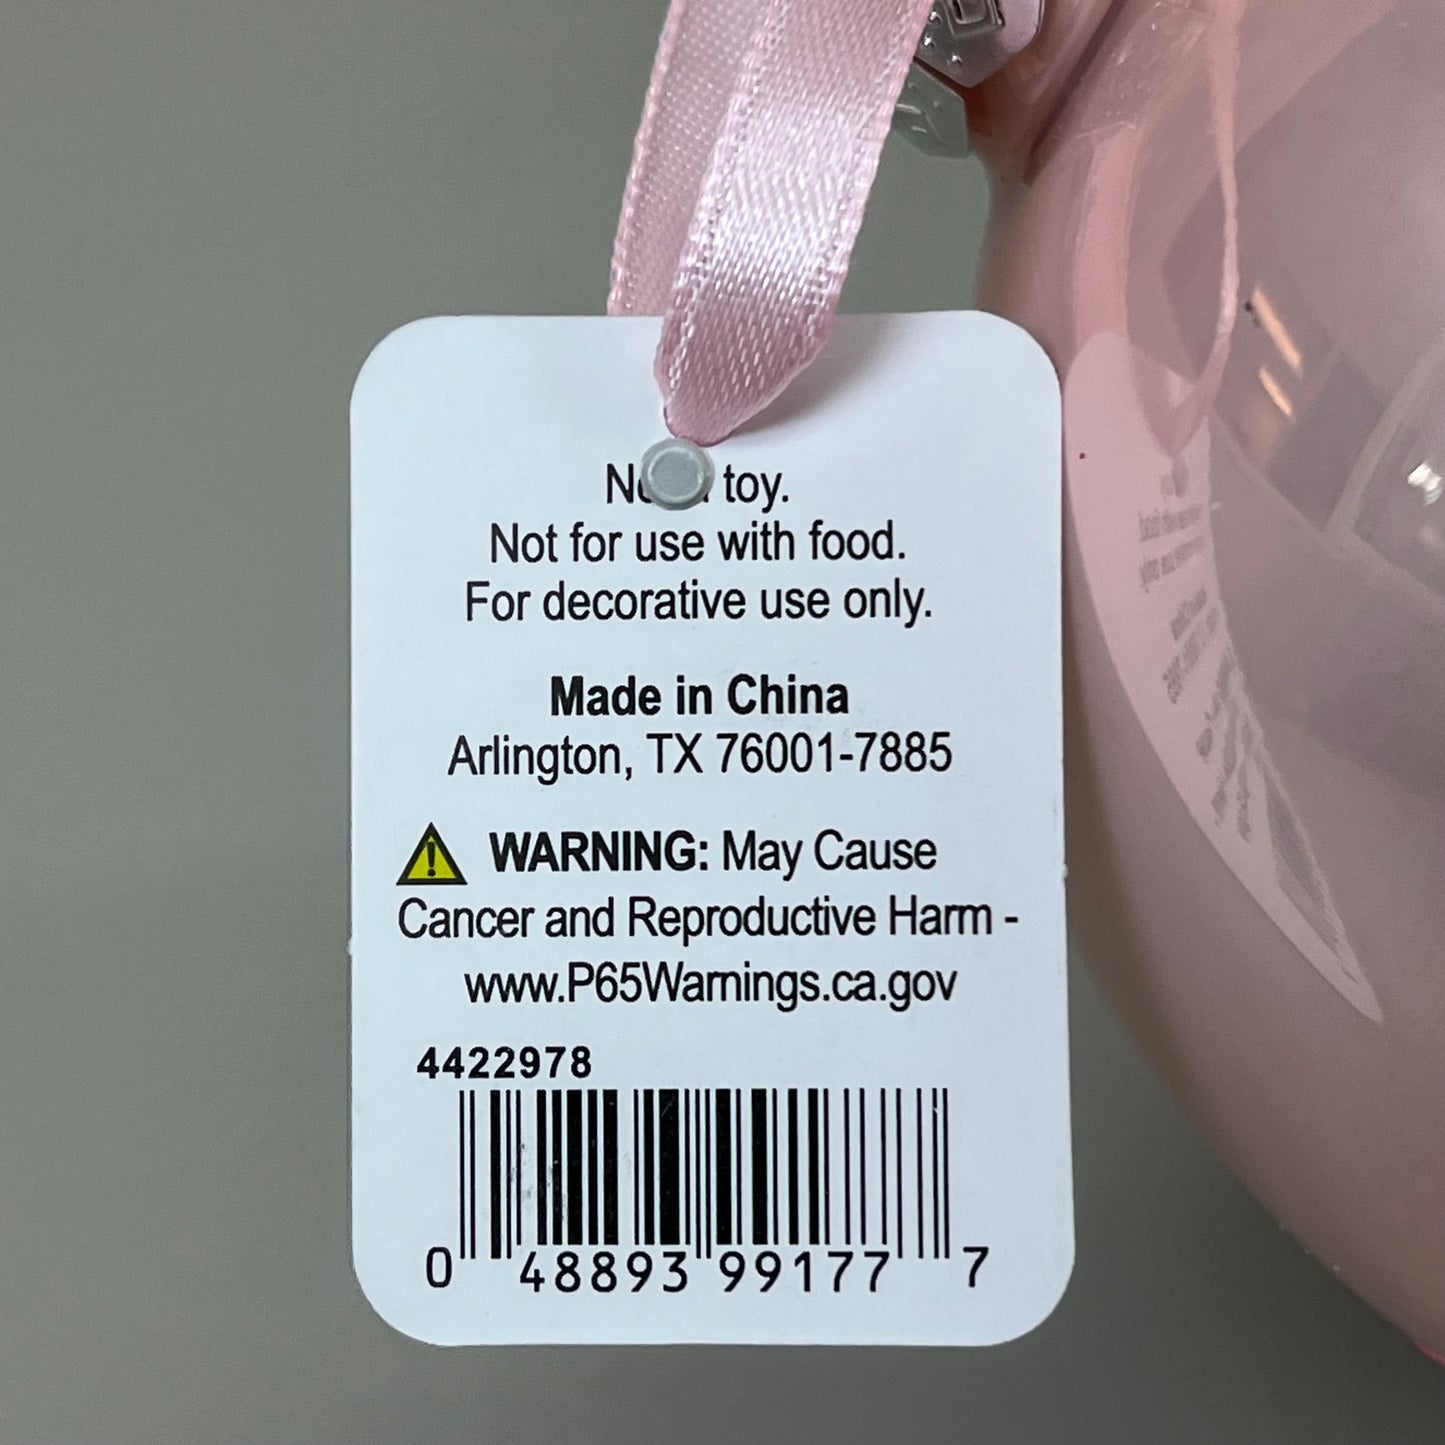 toy.
Not for use with food.
For decorative use only.
Made in China
Arlington, TX 76001-7885
WARNING: May Cause
Cancer and Reproductive Harm -
www.P65Warnings.ca.gov
4422978
0 48893 99177 7